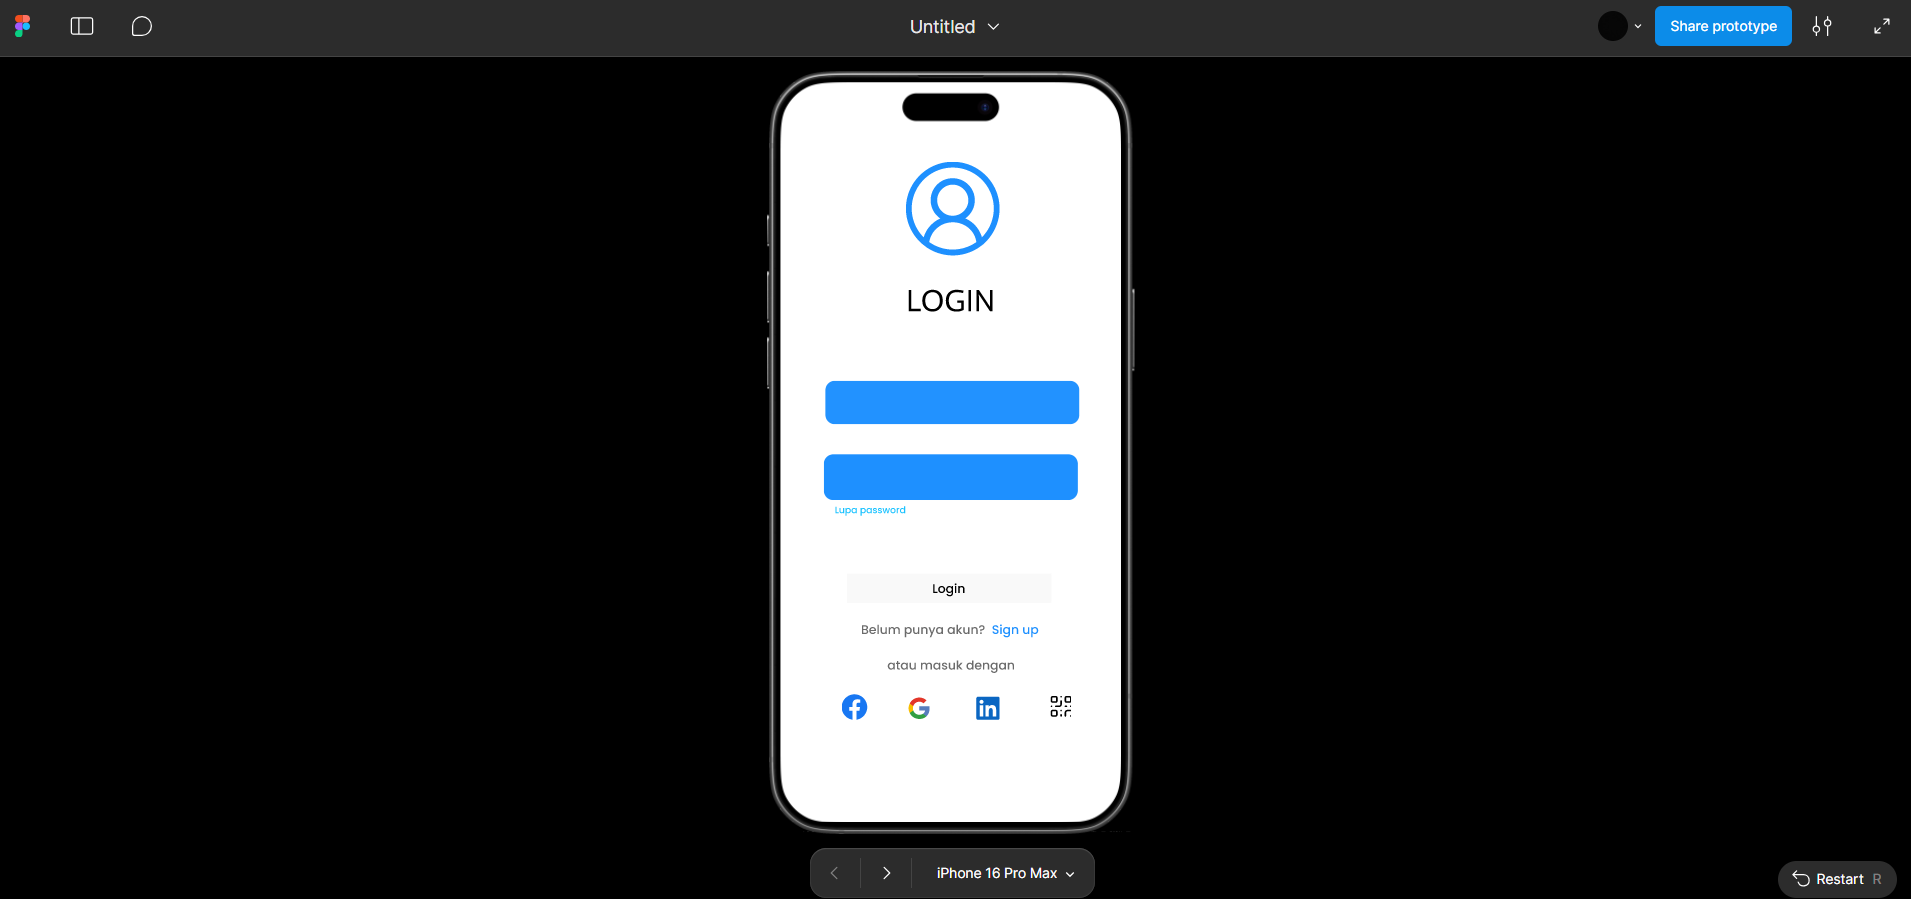 Untitled
Share prototype
LOGIN
Lupa password
Login
Belum punya akun? Sign up
atau masuk dengan
in
iPhone 16 Pro Max
Restart R